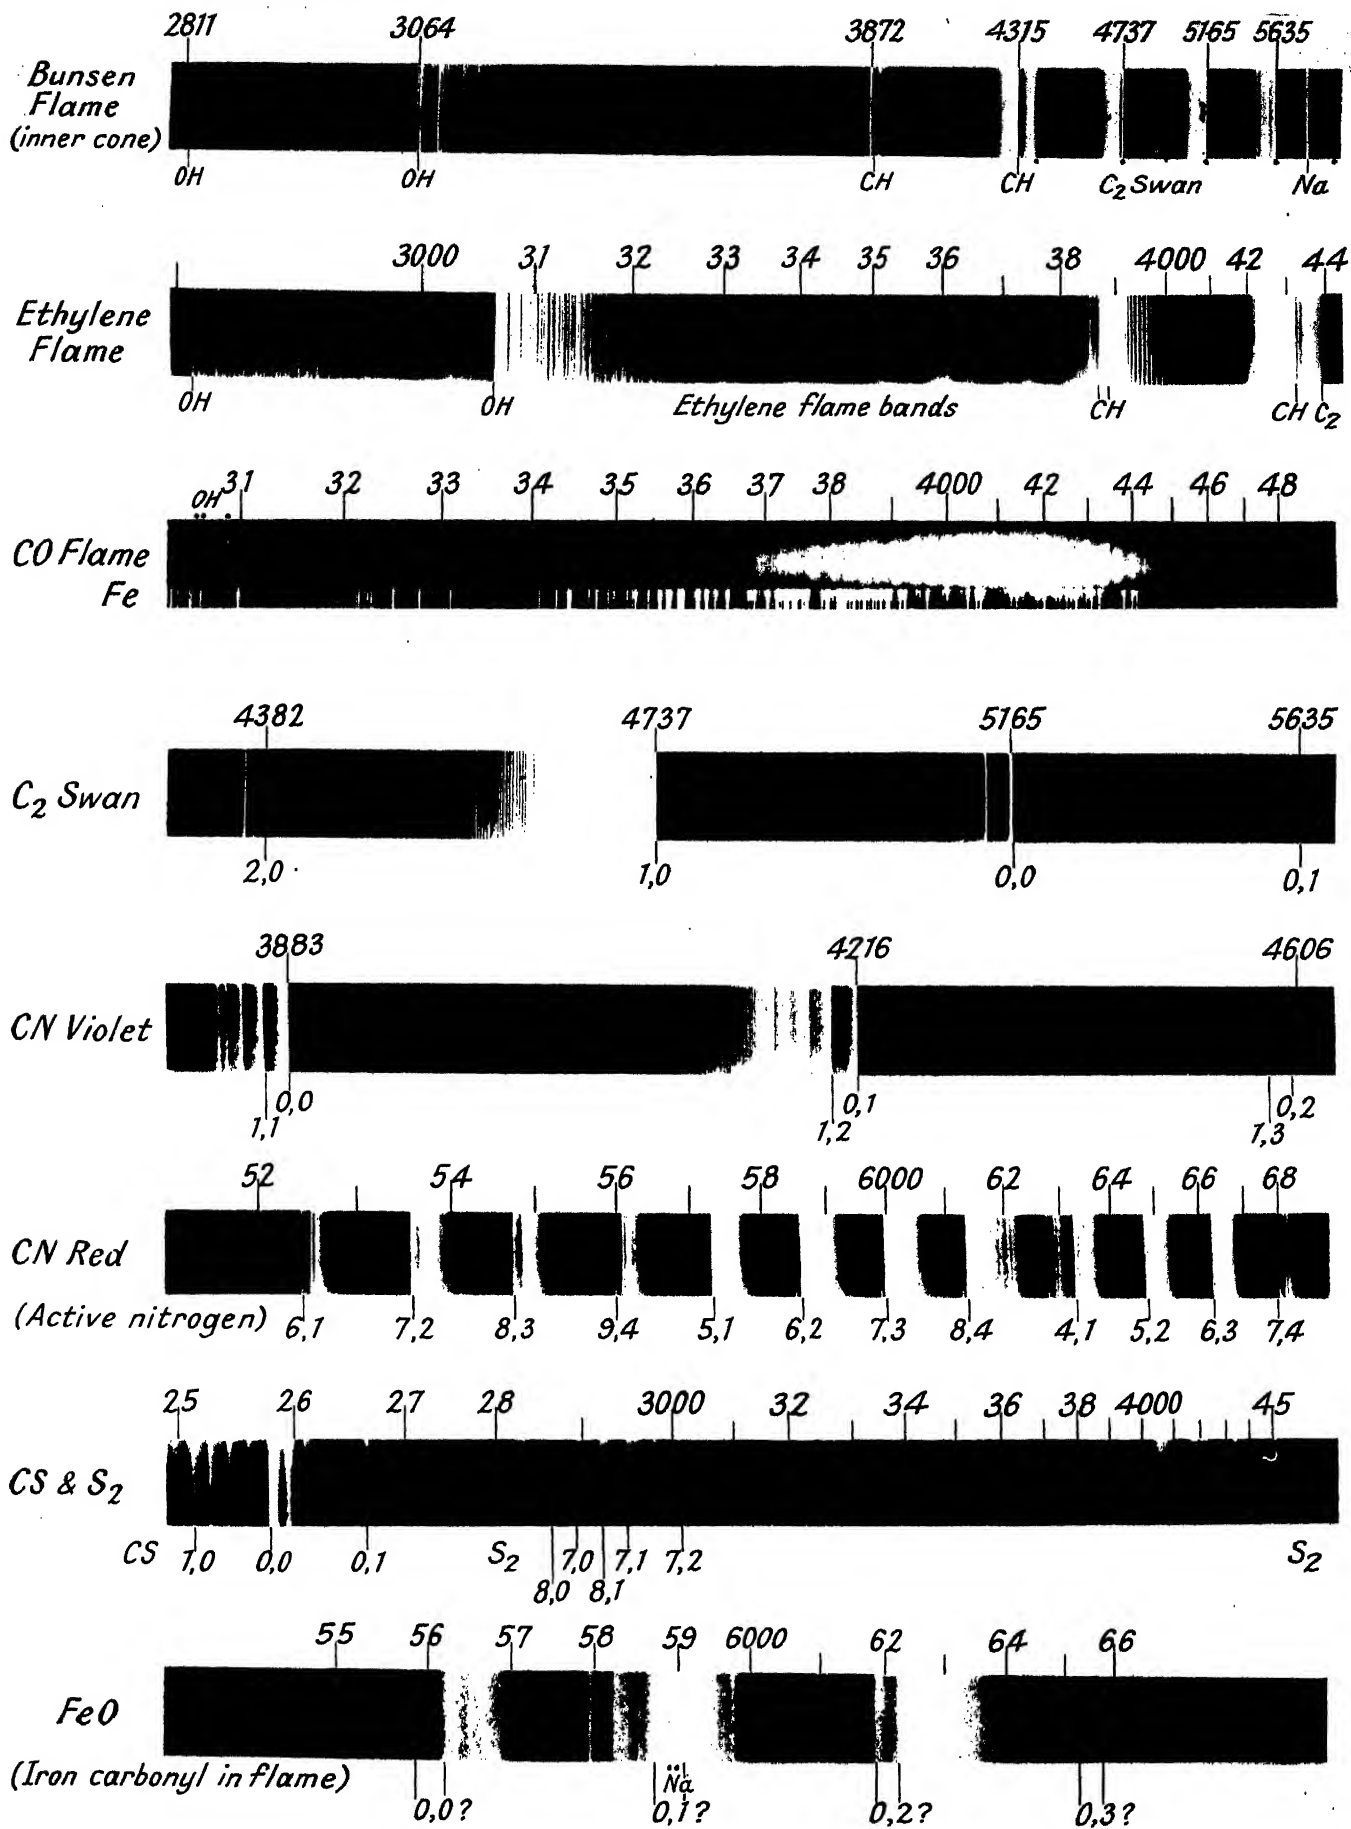 2811 3064 3872 4315 4737 5165 5635
Bunsen
Flame
(inner cone)
OH OH CH CH C2 Swan Na
3000 31 32 33 34 35 36 38 4000 42 44
Ethylene
Flame
OH OH Ethylene flame bands CH CH C2
OH 31 32 33 34 35 36 37 38 4000 42 44 46 48
CO Flame
Fe
4382 4737 5165 5635
C2 Swan
2,0 1,0 0,0 0,1
3883 4216 4606
CN Violet
0,0 0,1 0,2
1,1 1,2 1,3
52 54 56 58 6000 62 64 66 68
CN Red
(Active nitrogen) 6,1 7,2 8,3 9,4 5,1 6,2 7,3 8,4 4,1 5,2 6,3 7,4
25 26 27 28 3000 32 34 36 38 4000 45
CS & S2
CS 1,0 0,0 0,1 S2 7,0 7,1 7,2 S2
8,0 8,1
55 56 57 58 59 6000 62 64 66
FeO
(Iron carbonyl in flame) Na
0,0? 0,1? 0,2? 0,3?